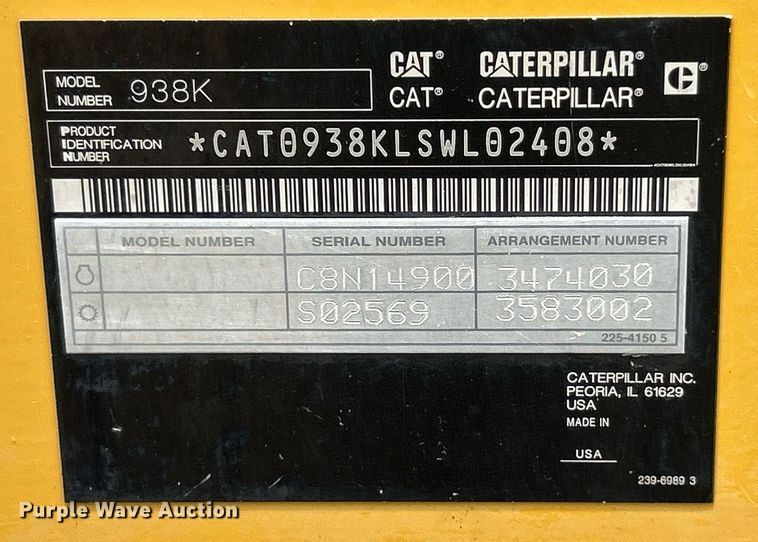 CAT® CATERPILLAR®
CAT® CATERPILLAR®
MODEL NUMBER 938K
PRODUCT IDENTIFICATION NUMBER *CAT0938KLSWL02408*
MODEL NUMBER SERIAL NUMBER ARRANGEMENT NUMBER
C8N14900 3474030
S02569 3583002
225-4150 5
CATERPILLAR INC.
PEORIA, IL 61629
USA
MADE IN
USA
239-6989 3
Purple Wave Auction